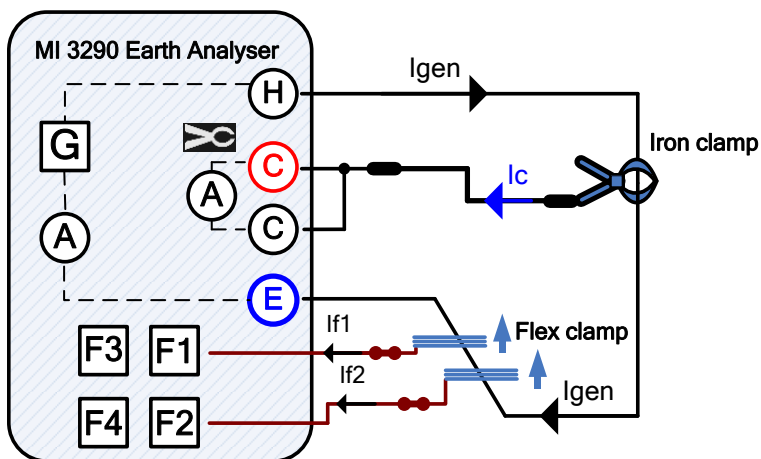 MI 3290 Earth Analyser
Igen
H
G
Iron clamp
C
A
Ic
C
A
E
If1
Flex clamp
F3 F1
If2
Igen
F4 F2